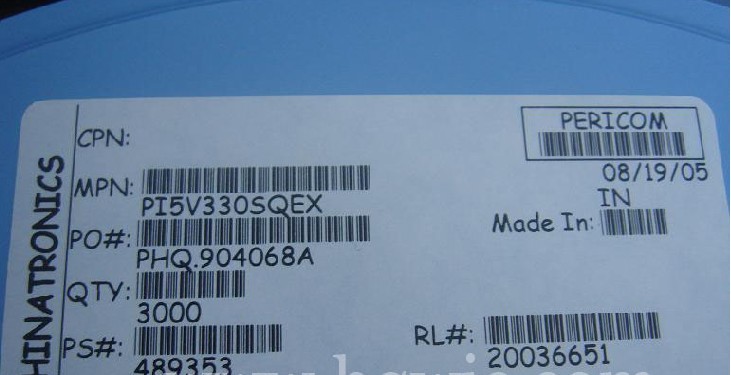 HINATRONICS
CPN:
PERICOM
08/19/05
MPN:
PI5V330SQEX
IN
Made In:
PO#:
PHQ.904068A
QTY:
3000
PS#:
489353
RL#:
20036651